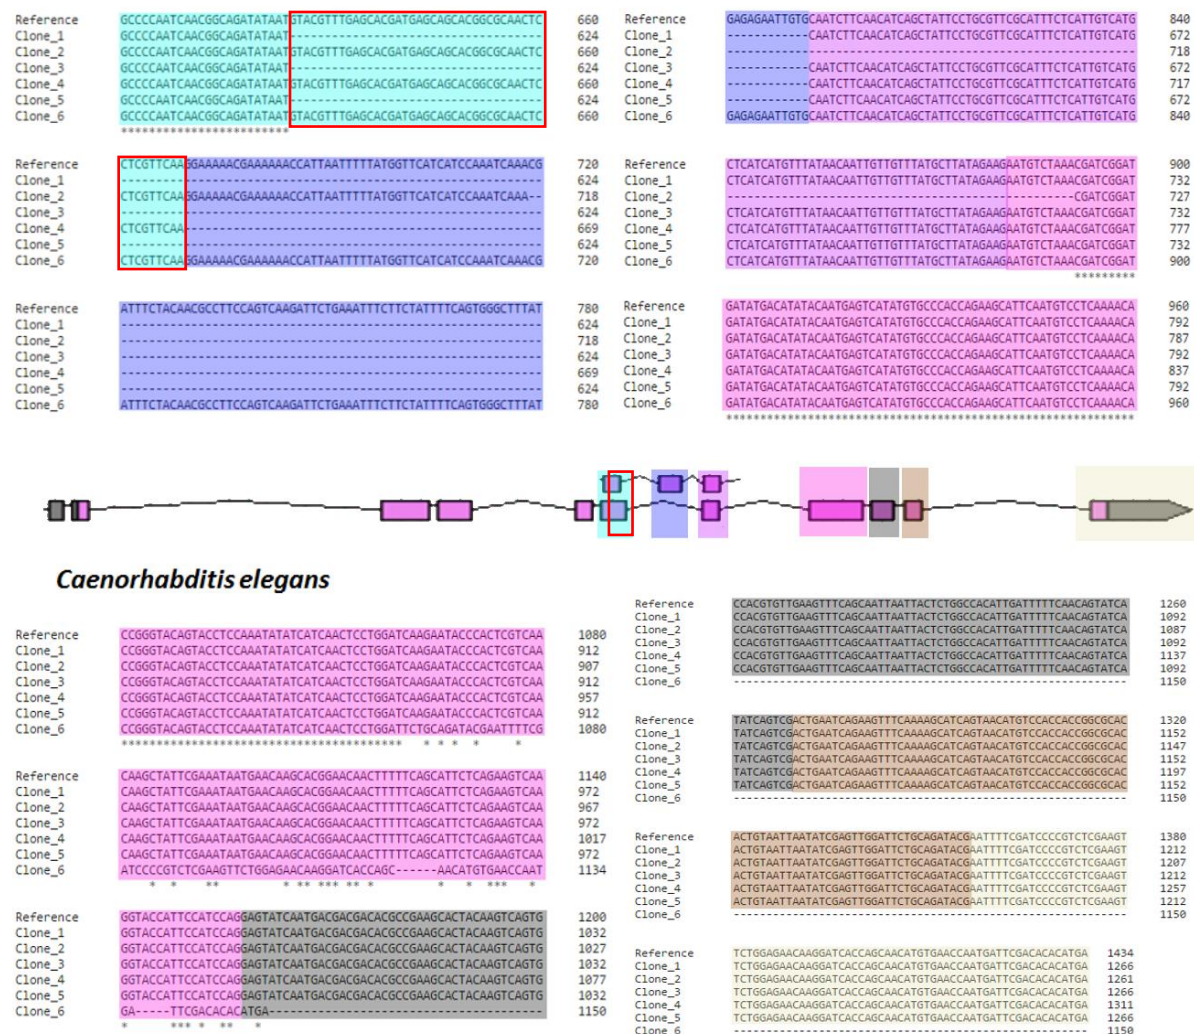 Reference GCCCCAATCAACGGCAGATATAATGTACGTTTGAGCACGATGAGCAGCACGGCGCAACTC 660
Clone_1 GCCCCAATCAACGGCAGATATAAT------------------------------------ 624
Clone_2 GCCCCAATCAACGGCAGATATAATGTACGTTTGAGCACGATGAGCAGCACGGCGCAACTC 660
Clone_3 GCCCCAATCAACGGCAGATATAAT------------------------------------ 624
Clone_4 GCCCCAATCAACGGCAGATATAATGTACGTTTGAGCACGATGAGCAGCACGGCGCAACTC 660
Clone_5 GCCCCAATCAACGGCAGATATAAT------------------------------------ 624
Clone_6 GCCCCAATCAACGGCAGATATAATGTACGTTTGAGCACGATGAGCAGCACGGCGCAACTC 660
************************
Reference CTCGTTCAAGGAAAAACGAAAAAACCATTAATTTTTATGGTTCATCATCCAAATCAAACG 720
Clone_1 ------------------------------------------------------------ 624
Clone_2 CTCGTTCAAGGAAAAACGAAAAAACCATTAATTTTTATGGTTCATCATCCAAATCAAA-- 718
Clone_3 ------------------------------------------------------------ 624
Clone_4 CTCGTTCAA--------------------------------------------------- 669
Clone_5 ------------------------------------------------------------ 624
Clone_6 CTCGTTCAAGGAAAAACGAAAAAACCATTAATTTTTATGGTTCATCATCCAAATCAAACG 720
Reference ATTTCTACAACGCCTTCCAGTCAAGATTCTGAAATTTCTTCTATTTTCAGTGGGCTTTAT 780
Clone_1 ------------------------------------------------------------ 624
Clone_2 ------------------------------------------------------------ 718
Clone_3 ------------------------------------------------------------ 624
Clone_4 ------------------------------------------------------------ 669
Clone_5 ------------------------------------------------------------ 624
Clone_6 ATTTCTACAACGCCTTCCAGTCAAGATTCTGAAATTTCTTCTATTTTCAGTGGGCTTTAT 780
Reference GAGAGAATTGTGCAATCTTCAACATCAGCTATTCCTGCGTTCGCATTTCTCATTGTCATG 840
Clone_1 ------------CAATCTTCAACATCAGCTATTCCTGCGTTCGCATTTCTCATTGTCATG 672
Clone_2 ------------------------------------------------------------ 718
Clone_3 ------------CAATCTTCAACATCAGCTATTCCTGCGTTCGCATTTCTCATTGTCATG 672
Clone_4 ------------CAATCTTCAACATCAGCTATTCCTGCGTTCGCATTTCTCATTGTCATG 717
Clone_5 ------------CAATCTTCAACATCAGCTATTCCTGCGTTCGCATTTCTCATTGTCATG 672
Clone_6 GAGAGAATTGTGCAATCTTCAACATCAGCTATTCCTGCGTTCGCATTTCTCATTGTCATG 840
Reference CTCATCATGTTTATAACAATTGTTGTTTATGCTTATAGAAGAATGTCTAAACGATCGGAT 900
Clone_1 CTCATCATGTTTATAACAATTGTTGTTTATGCTTATAGAAGAATGTCTAAACGATCGGAT 732
Clone_2 ---------------------------------------------------CGATCGGAT 727
Clone_3 CTCATCATGTTTATAACAATTGTTGTTTATGCTTATAGAAGAATGTCTAAACGATCGGAT 732
Clone_4 CTCATCATGTTTATAACAATTGTTGTTTATGCTTATAGAAGAATGTCTAAACGATCGGAT 777
Clone_5 CTCATCATGTTTATAACAATTGTTGTTTATGCTTATAGAAGAATGTCTAAACGATCGGAT 732
Clone_6 CTCATCATGTTTATAACAATTGTTGTTTATGCTTATAGAAGAATGTCTAAACGATCGGAT 900
*********
Reference GATATGACATATACAATGAGTCATATGTGCCCACCAGAAGCATTCAATGTCCTCAAAACA 960
Clone_1 GATATGACATATACAATGAGTCATATGTGCCCACCAGAAGCATTCAATGTCCTCAAAACA 792
Clone_2 GATATGACATATACAATGAGTCATATGTGCCCACCAGAAGCATTCAATGTCCTCAAAACA 787
Clone_3 GATATGACATATACAATGAGTCATATGTGCCCACCAGAAGCATTCAATGTCCTCAAAACA 792
Clone_4 GATATGACATATACAATGAGTCATATGTGCCCACCAGAAGCATTCAATGTCCTCAAAACA 837
Clone_5 GATATGACATATACAATGAGTCATATGTGCCCACCAGAAGCATTCAATGTCCTCAAAACA 792
Clone_6 GATATGACATATACAATGAGTCATATGTGCCCACCAGAAGCATTCAATGTCCTCAAAACA 960
************************************************************
Caenorhabditis elegans
Reference CCGGGTACAGTACCTCCAAATATATCATCAACTCCTGGATCAAGAATACCCACTCGTCAA 1080
Clone_1 CCGGGTACAGTACCTCCAAATATATCATCAACTCCTGGATCAAGAATACCCACTCGTCAA 912
Clone_2 CCGGGTACAGTACCTCCAAATATATCATCAACTCCTGGATCAAGAATACCCACTCGTCAA 907
Clone_3 CCGGGTACAGTACCTCCAAATATATCATCAACTCCTGGATCAAGAATACCCACTCGTCAA 912
Clone_4 CCGGGTACAGTACCTCCAAATATATCATCAACTCCTGGATCAAGAATACCCACTCGTCAA 957
Clone_5 CCGGGTACAGTACCTCCAAATATATCATCAACTCCTGGATCAAGAATACCCACTCGTCAA 912
Clone_6 CCGGGTACAGTACCTCCAAATATATCATCAACTCCTGGATTCTGCAGATACGAATTTTCG 1080
**************************************** * * * * *
Reference CAAGCTATTCGAAATAATGAACAAGCACGGAACAACTTTTTCAGCATTCTCAGAAGTCAA 1140
Clone_1 CAAGCTATTCGAAATAATGAACAAGCACGGAACAACTTTTTCAGCATTCTCAGAAGTCAA 972
Clone_2 CAAGCTATTCGAAATAATGAACAAGCACGGAACAACTTTTTCAGCATTCTCAGAAGTCAA 967
Clone_3 CAAGCTATTCGAAATAATGAACAAGCACGGAACAACTTTTTCAGCATTCTCAGAAGTCAA 972
Clone_4 CAAGCTATTCGAAATAATGAACAAGCACGGAACAACTTTTTCAGCATTCTCAGAAGTCAA 1017
Clone_5 CAAGCTATTCGAAATAATGAACAAGCACGGAACAACTTTTTCAGCATTCTCAGAAGTCAA 972
Clone_6 ATCCCCGTCTCGAAGTTCTGGAGAACAAGGATCACCAGC------AACATGTGAACCAAT 1134
* * ** * ** *** ** * * * *** *
Reference GGTACCATTCCATCCAGGAGTATCAATGACGACGACACGCCGAAGCACTACAAGTCAGTG 1200
Clone_1 GGTACCATTCCATCCAGGAGTATCAATGACGACGACACGCCGAAGCACTACAAGTCAGTG 1032
Clone_2 GGTACCATTCCATCCAGGAGTATCAATGACGACGACACGCCGAAGCACTACAAGTCAGTG 1027
Clone_3 GGTACCATTCCATCCAGGAGTATCAATGACGACGACACGCCGAAGCACTACAAGTCAGTG 1032
Clone_4 GGTACCATTCCATCCAGGAGTATCAATGACGACGACACGCCGAAGCACTACAAGTCAGTG 1077
Clone_5 GGTACCATTCCATCCAGGAGTATCAATGACGACGACACGCCGAAGCACTACAAGTCAGTG 1032
Clone_6 GA-----TTCGACACACATGA--------------------------------------- 1150
* *** * ** *
Reference CCACGTGTTGAAGTTTCAGCAATTAATTACTCTGGCCACATTGATTTTTCAACAGTATCA 1260
Clone_1 CCACGTGTTGAAGTTTCAGCAATTAATTACTCTGGCCACATTGATTTTTCAACAGTATCA 1092
Clone_2 CCACGTGTTGAAGTTTCAGCAATTAATTACTCTGGCCACATTGATTTTTCAACAGTATCA 1087
Clone_3 CCACGTGTTGAAGTTTCAGCAATTAATTACTCTGGCCACATTGATTTTTCAACAGTATCA 1092
Clone_4 CCACGTGTTGAAGTTTCAGCAATTAATTACTCTGGCCACATTGATTTTTCAACAGTATCA 1137
Clone_5 CCACGTGTTGAAGTTTCAGCAATTAATTACTCTGGCCACATTGATTTTTCAACAGTATCA 1092
Clone_6 ------------------------------------------------------------ 1150
Reference TATCAGTCGACTGAATCAGAAGTTTCAAAAGCATCAGTAACATGTCCACCACCGGCGCAC 1320
Clone_1 TATCAGTCGACTGAATCAGAAGTTTCAAAAGCATCAGTAACATGTCCACCACCGGCGCAC 1152
Clone_2 TATCAGTCGACTGAATCAGAAGTTTCAAAAGCATCAGTAACATGTCCACCACCGGCGCAC 1147
Clone_3 TATCAGTCGACTGAATCAGAAGTTTCAAAAGCATCAGTAACATGTCCACCACCGGCGCAC 1152
Clone_4 TATCAGTCGACTGAATCAGAAGTTTCAAAAGCATCAGTAACATGTCCACCACCGGCGCAC 1197
Clone_5 TATCAGTCGACTGAATCAGAAGTTTCAAAAGCATCAGTAACATGTCCACCACCGGCGCAC 1152
Clone_6 ------------------------------------------------------------ 1150
Reference ACTGTAATTAATATCGAGTTGGATTCTGCAGATACGAATTTTCGATCCCCGTCTCGAAGT 1380
Clone_1 ACTGTAATTAATATCGAGTTGGATTCTGCAGATACGAATTTTCGATCCCCGTCTCGAAGT 1212
Clone_2 ACTGTAATTAATATCGAGTTGGATTCTGCAGATACGAATTTTCGATCCCCGTCTCGAAGT 1207
Clone_3 ACTGTAATTAATATCGAGTTGGATTCTGCAGATACGAATTTTCGATCCCCGTCTCGAAGT 1212
Clone_4 ACTGTAATTAATATCGAGTTGGATTCTGCAGATACGAATTTTCGATCCCCGTCTCGAAGT 1257
Clone_5 ACTGTAATTAATATCGAGTTGGATTCTGCAGATACGAATTTTCGATCCCCGTCTCGAAGT 1212
Clone_6 ------------------------------------------------------------ 1150
Reference TCTGGAGAACAAGGATCACCAGCAACATGTGAACCAATGATTCGACACACATGA 1434
Clone_1 TCTGGAGAACAAGGATCACCAGCAACATGTGAACCAATGATTCGACACACATGA 1266
Clone_2 TCTGGAGAACAAGGATCACCAGCAACATGTGAACCAATGATTCGACACACATGA 1261
Clone_3 TCTGGAGAACAAGGATCACCAGCAACATGTGAACCAATGATTCGACACACATGA 1266
Clone_4 TCTGGAGAACAAGGATCACCAGCAACATGTGAACCAATGATTCGACACACATGA 1311
Clone_5 TCTGGAGAACAAGGATCACCAGCAACATGTGAACCAATGATTCGACACACATGA 1266
Clone_6 ------------------------------------------------------ 1150